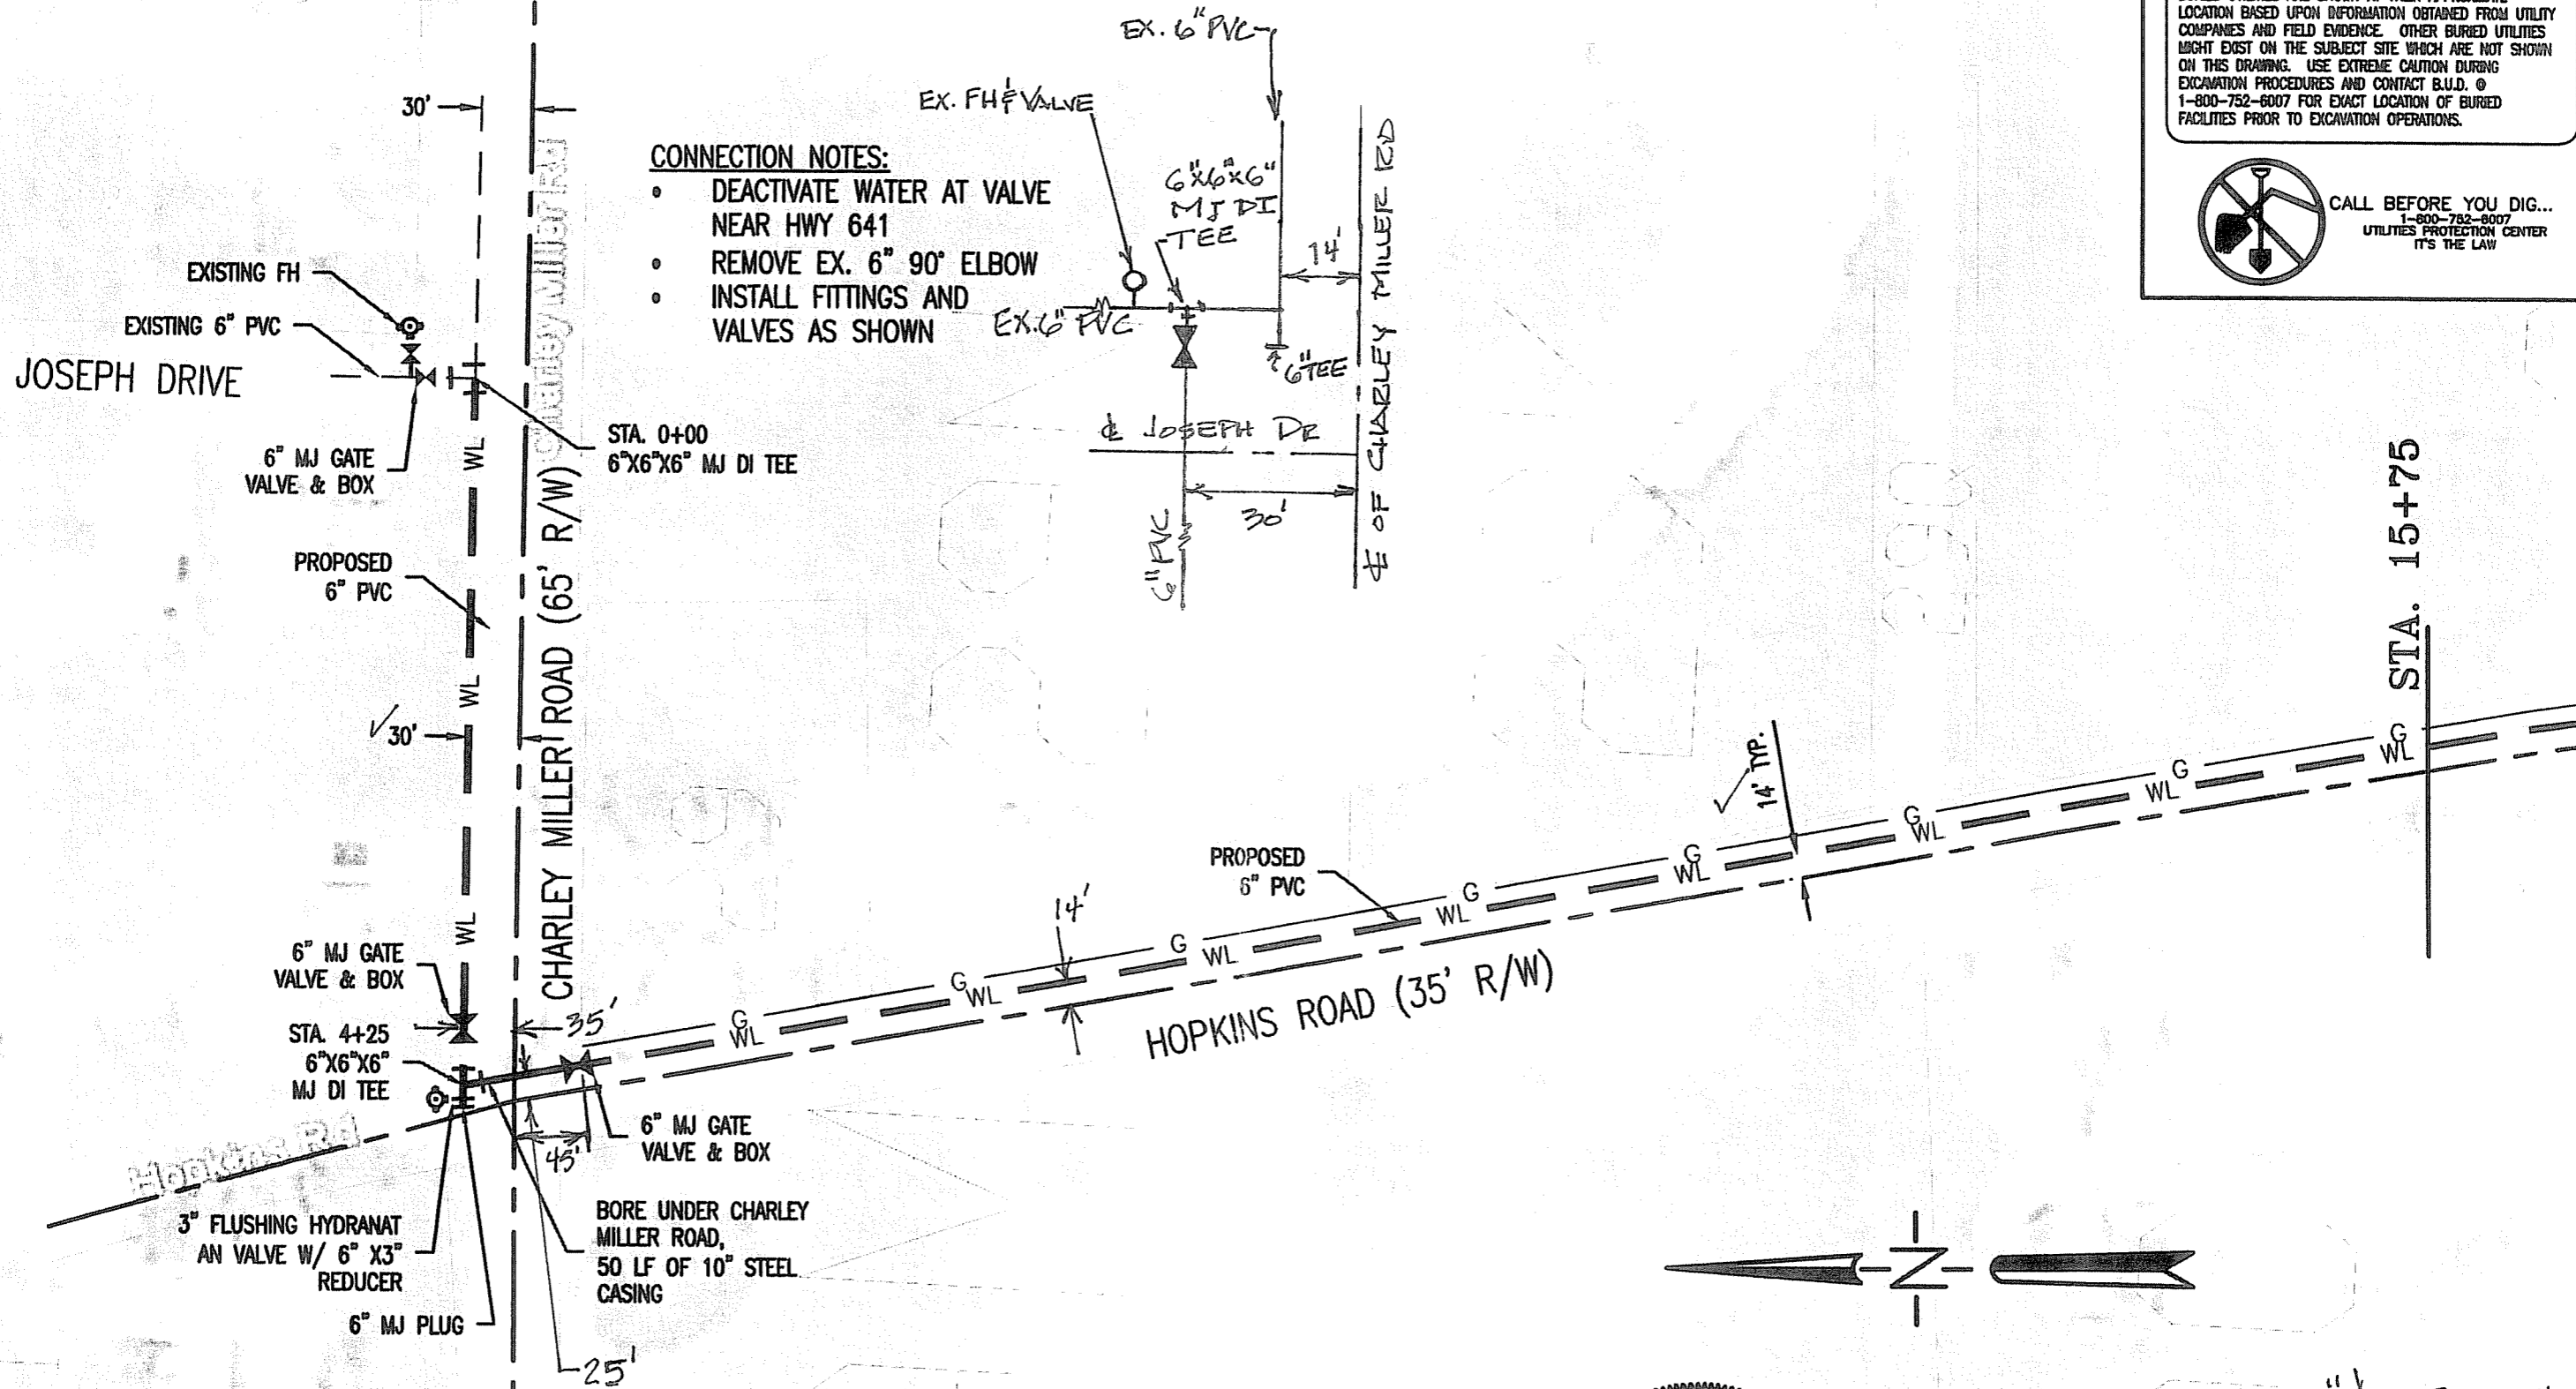 LOCATION BASED UPON INFORMATION OBTAINED FROM UTILITY
COMPANIES AND FIELD EVIDENCE. OTHER BURIED UTILITIES
MIGHT EXIST ON THE SUBJECT SITE WHICH ARE NOT SHOWN
ON THIS DRAWING. USE EXTREME CAUTION DURING
EXCAVATION PROCEDURES AND CONTACT B.U.D. @
1-800-752-6007 FOR EXACT LOCATION OF BURIED
FACILITIES PRIOR TO EXCAVATION OPERATIONS.
CALL BEFORE YOU DIG...
1-800-752-6007
UTILITIES PROTECTION CENTER
IT'S THE LAW
EX. 6" PVC
EX. FH & VALVE
6"x6"x6"
MJ DI
TEE
14'
EX. 6" PVC
6" TEE
℄ JOSEPH DR
30'
6" PVC
℄ OF CHARLEY MILLER RD
30'
CONNECTION NOTES:
• DEACTIVATE WATER AT VALVE
NEAR HWY 641
• REMOVE EX. 6" 90° ELBOW
• INSTALL FITTINGS AND
VALVES AS SHOWN
Charley Miller Rd
EXISTING FH
EXISTING 6" PVC
JOSEPH DRIVE
6" MJ GATE
VALVE & BOX
STA. 0+00
6"X6"X6" MJ DI TEE
WL
PROPOSED
6" PVC
WL
✓30'
WL
CHARLEY MILLER ROAD (65' R/W)
6" MJ GATE
VALVE & BOX
STA. 4+25
6"X6"X6"
MJ DI TEE
35'
Hopkins Rd
45'
6" MJ GATE
VALVE & BOX
3" FLUSHING HYDRANAT
AN VALVE W/ 6" X3"
REDUCER
6" MJ PLUG
BORE UNDER CHARLEY
MILLER ROAD,
50 LF OF 10" STEEL
CASING
25'
14'
PROPOSED
6" PVC
✓14' TYP.
HOPKINS ROAD (35' R/W)
G
WL
G
WL
G
WL
G
WL
G
WL
G
WL
G
WL
G
WL
STA. 15+75
N